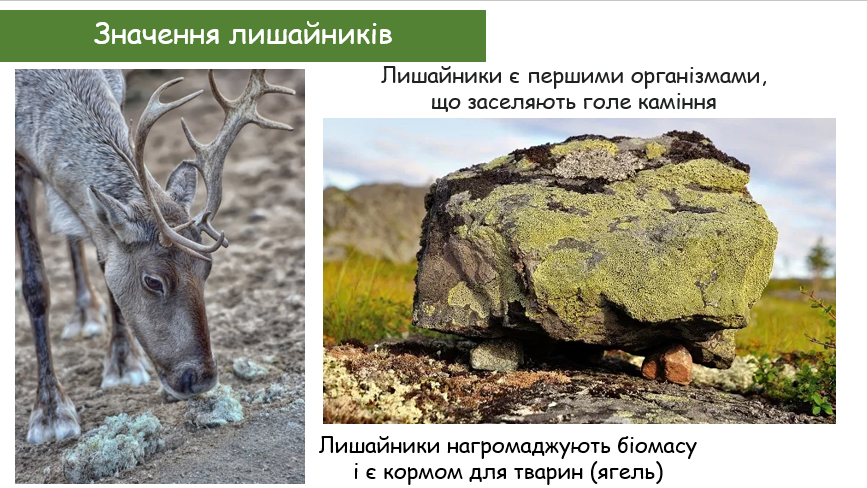 Значення лишайників
Лишайники є першими організмами,
що заселяють голе каміння
Лишайники нагромаджують біомасу
і є кормом для тварин (ягель)